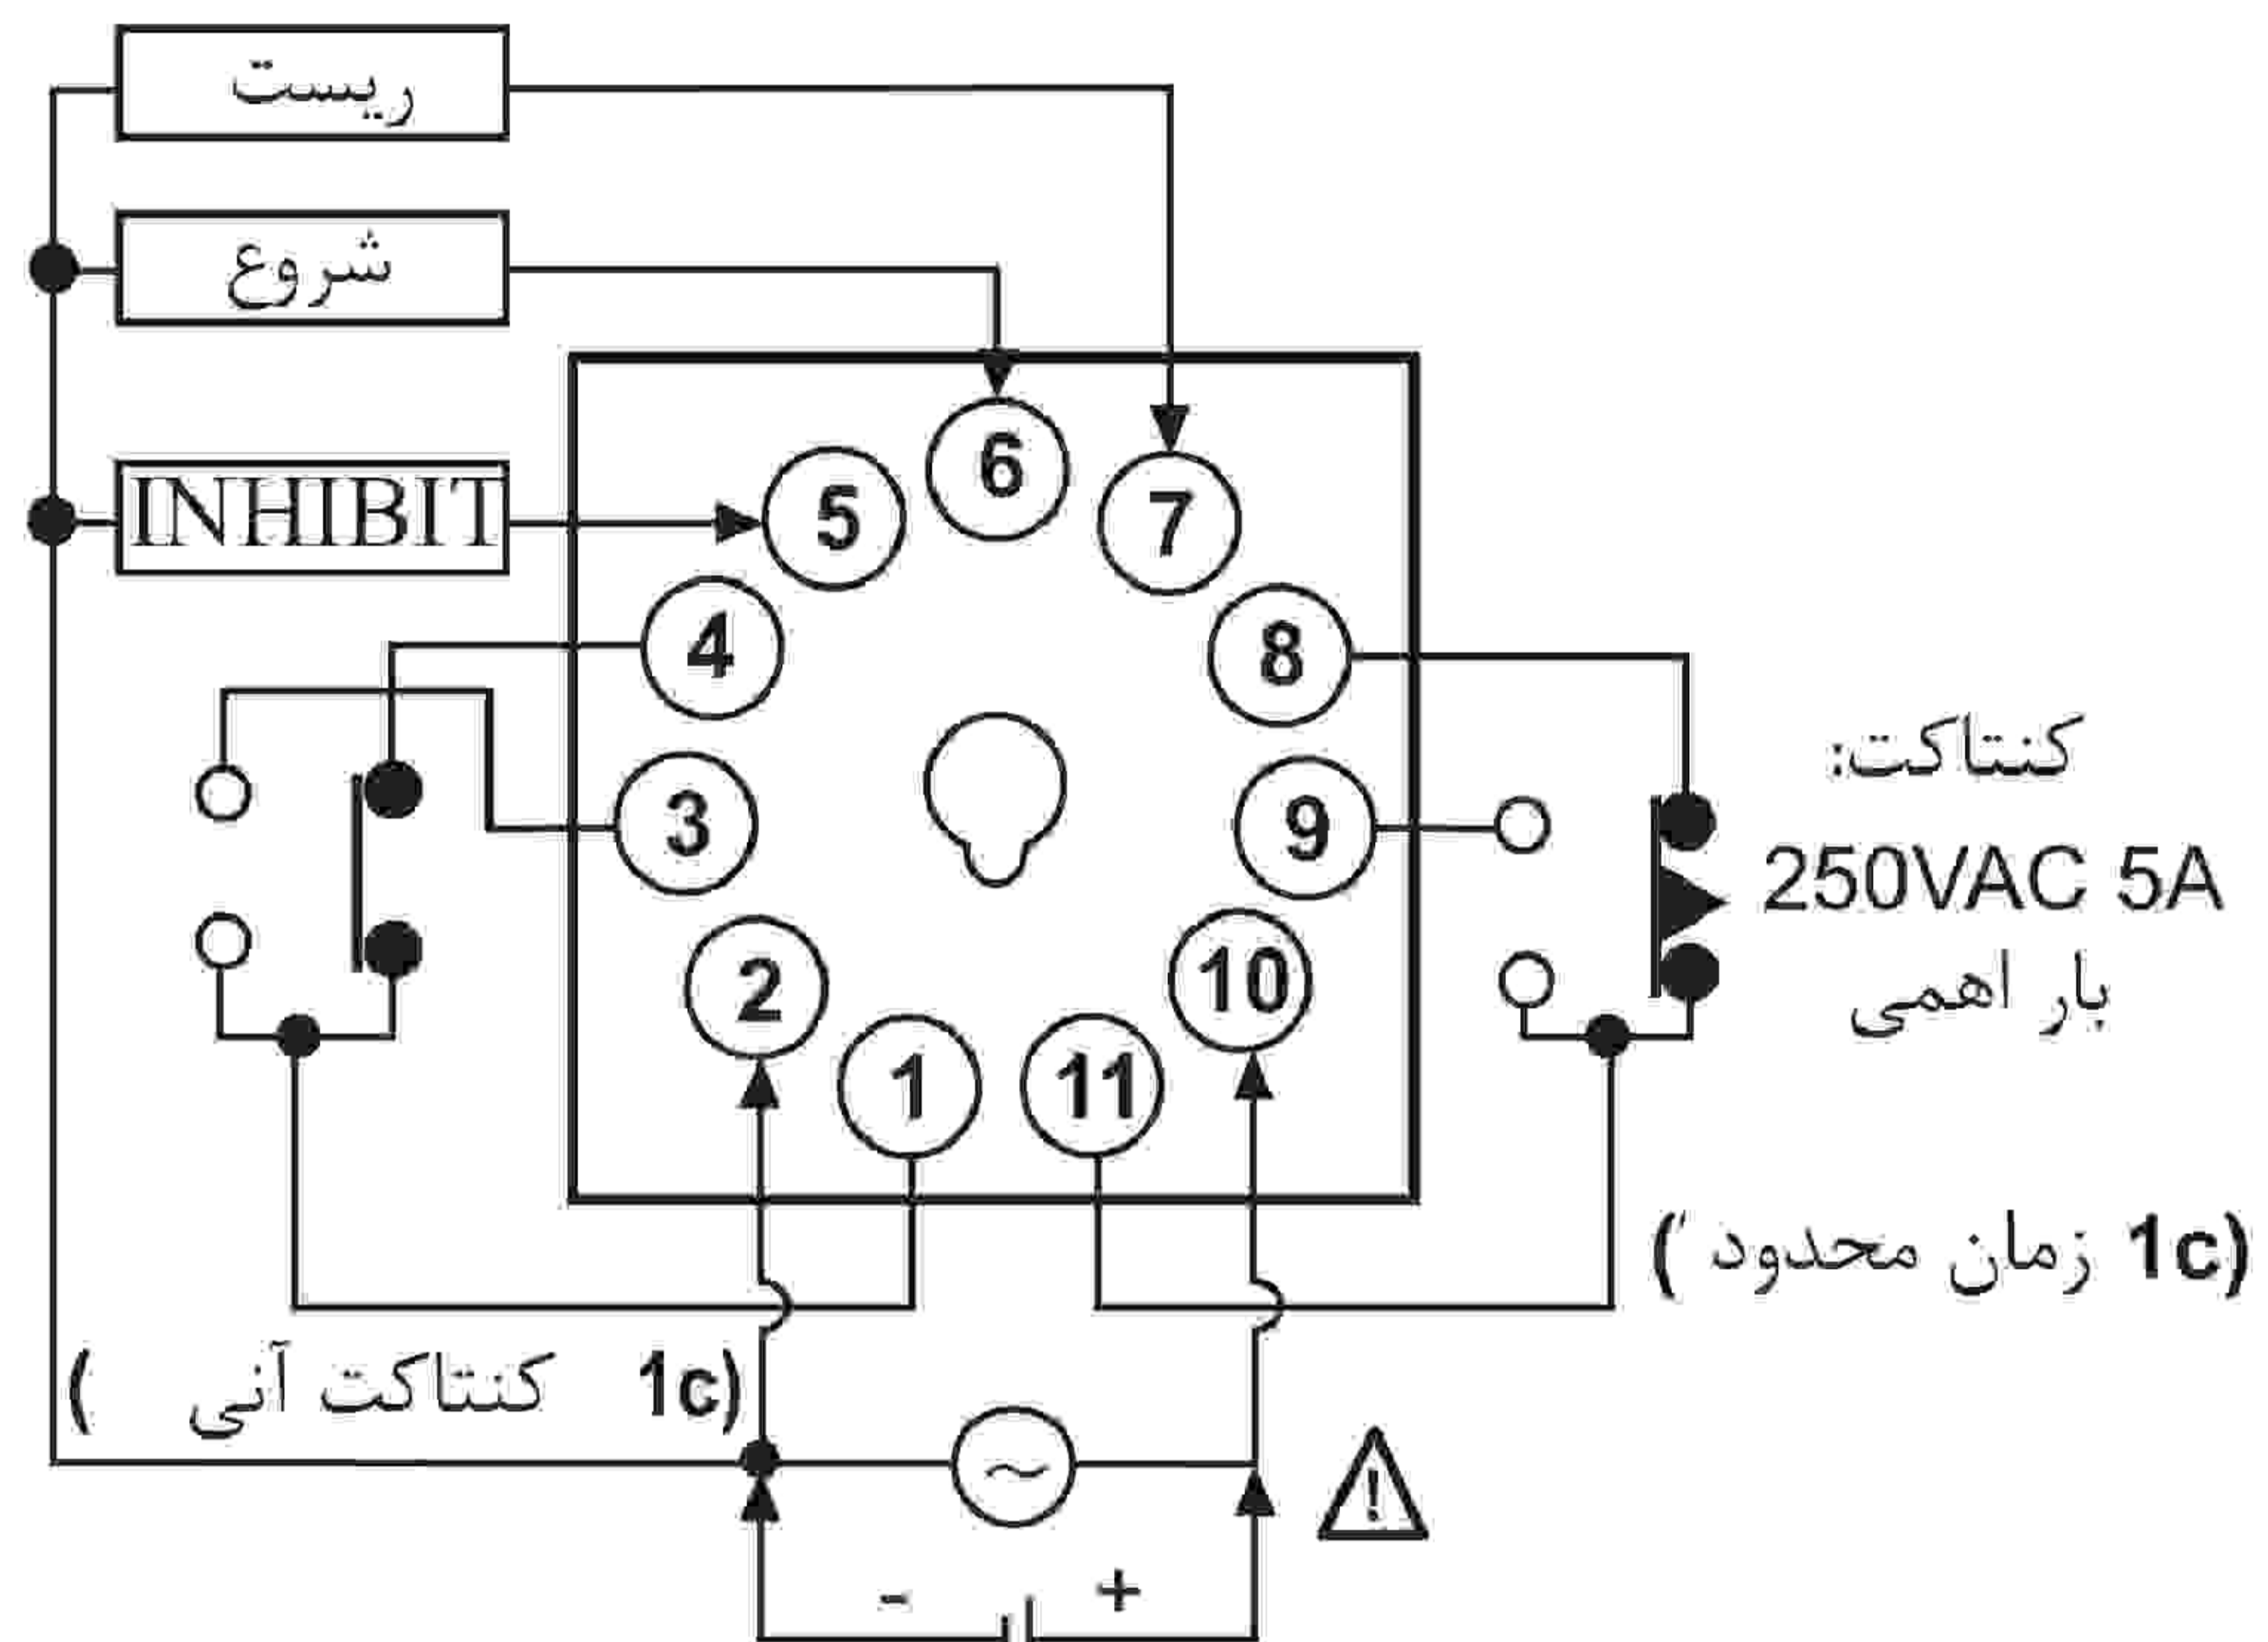 ریست
شروع
INHIBIT
6
5
7
4
8
3
9
2
10
1
11
کنتاکت:
250VAC 5A
بار اهمی
(1c زمان محدود ')
(1c کنتاکت آنی )
~
!
- +